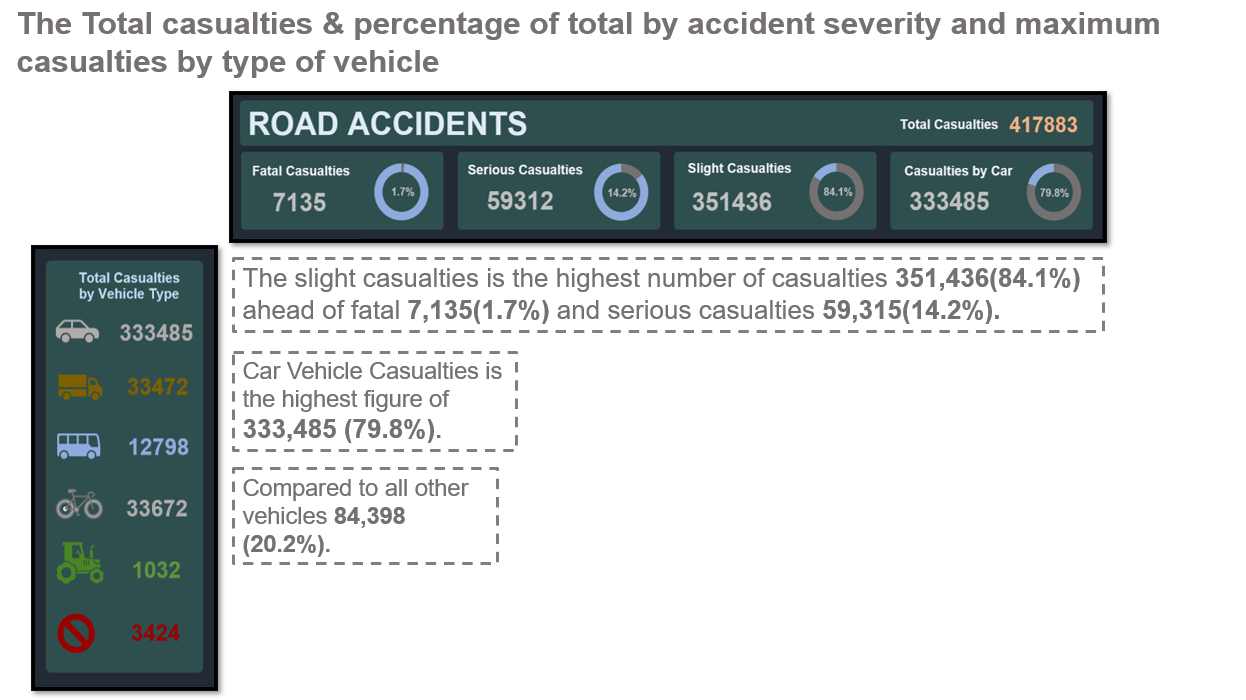 The Total casualties & percentage of total by accident severity and maximum
casualties by type of vehicle
ROAD ACCIDENTS
Total Casualties 417883
Fatal Casualties
7135
1.7%
Serious Casualties
59312
14.2%
Slight Casualties
351436
84.1%
Casualties by Car
333485
79.8%
Total Casualties
by Vehicle Type
333485
33472
12798
33672
1032
3424
The slight casualties is the highest number of casualties 351,436(84.1%)
ahead of fatal 7,135(1.7%) and serious casualties 59,315(14.2%).
Car Vehicle Casualties is
the highest figure of
333,485 (79.8%).
Compared to all other
vehicles 84,398
(20.2%).